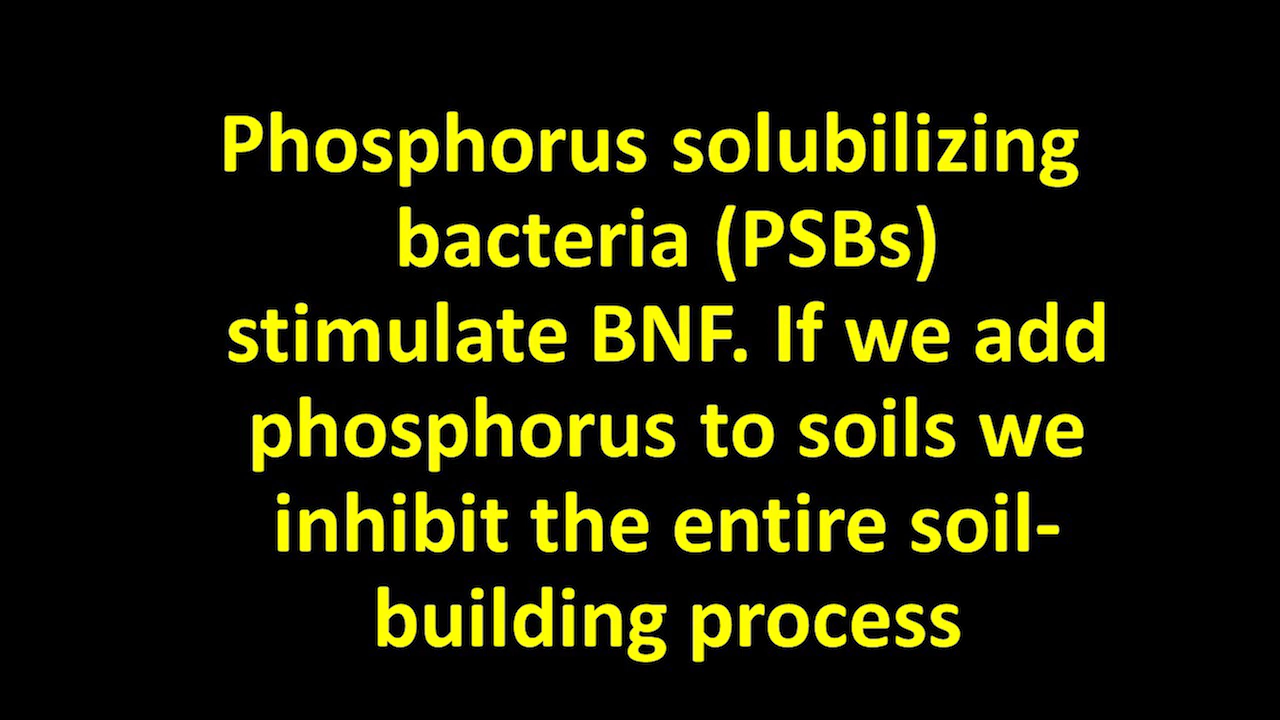 Phosphorus solubilizing
bacteria (PSBs)
stimulate BNF. If we add
phosphorus to soils we
inhibit the entire soil-
building process